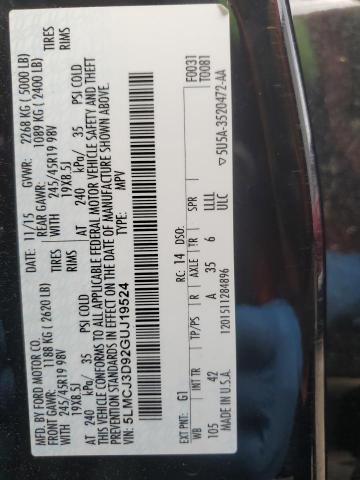 MFD. BY FORD MOTOR CO.
DATE: 11/15 GVWR: 2268 KG ( 5000 LB)
FRONT GAWR: 1188 KG ( 2620 LB) REAR GAWR: 1089 KG ( 2400 LB)
WITH 245/45R19 98V TIRES WITH 245/45R19 98V TIRES
19X8.5J RIMS 19X8.5J RIMS
AT 240 kPa/ 35 PSI COLD AT 240 kPa/ 35 PSI COLD
THIS VEHICLE CONFORMS TO ALL APPLICABLE FEDERAL MOTOR VEHICLE SAFETY AND THEFT
PREVENTION STANDARDS IN EFFECT ON THE DATE OF MANUFACTURE SHOWN ABOVE.
VIN: 5LMCJ3D92GUJ19524
TYPE: MPV
F0031
T0081
EXT PNT: G1 RC: 14 DSO:
WB INT TR TP/PS R AXLE TR SPR
105 42 A 35 6 LLLL
ULC
1201511284896
MADE IN U.S.A.
▽ 5U5A-3520472-AA